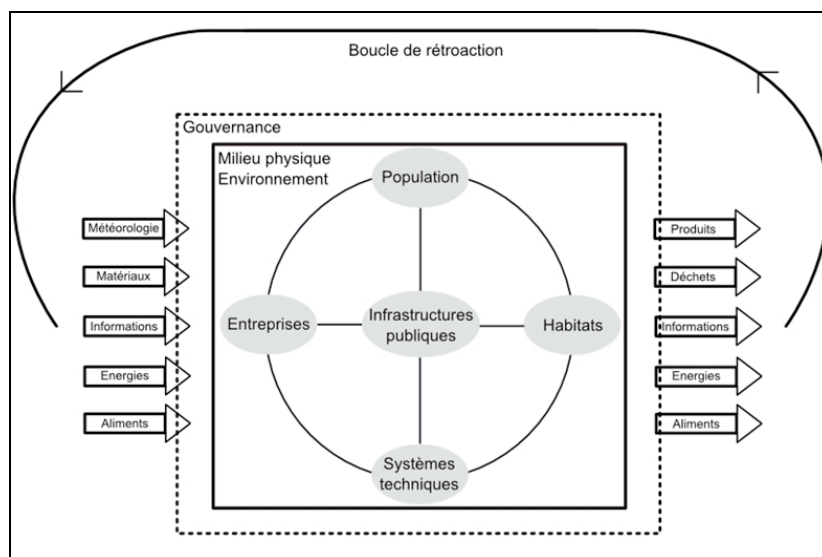 Boucle de rétroaction
Gouvernance
Milieu physique
Environnement
Population
Météorologie
Matériaux
Informations
Energies
Aliments
Entreprises
Infrastructures
publiques
Habitats
Systèmes
techniques
Produits
Déchets
Informations
Energies
Aliments